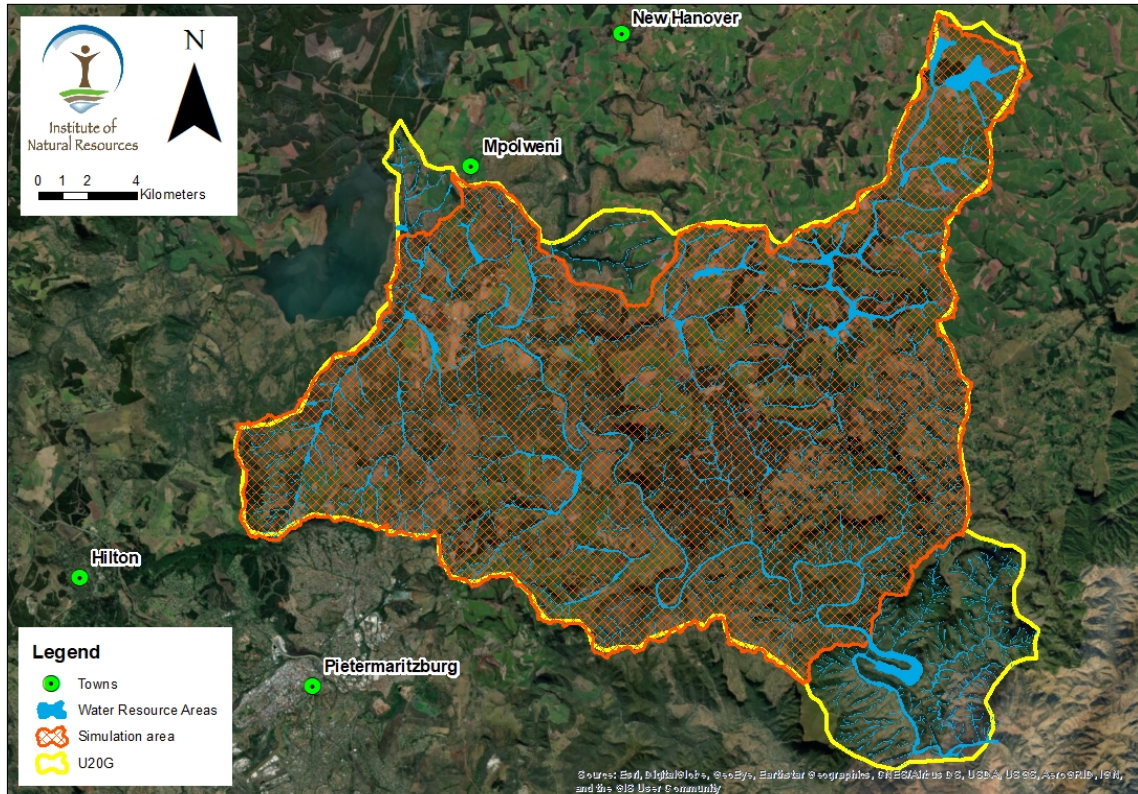 New Hanover
N
Institute of
Natural Resources
Mpolweni
0 1 2 4
Kilometers
Hilton
Pietermaritzburg
Legend
Towns
Water Resource Areas
Simulation area
U20G
Source: Esri, DigitalGlobe, GeoEye, Earthstar Geographics, CNES/Airbus DS, USDA, USGS, AeroGRID, IGN,
and the GIS User Community